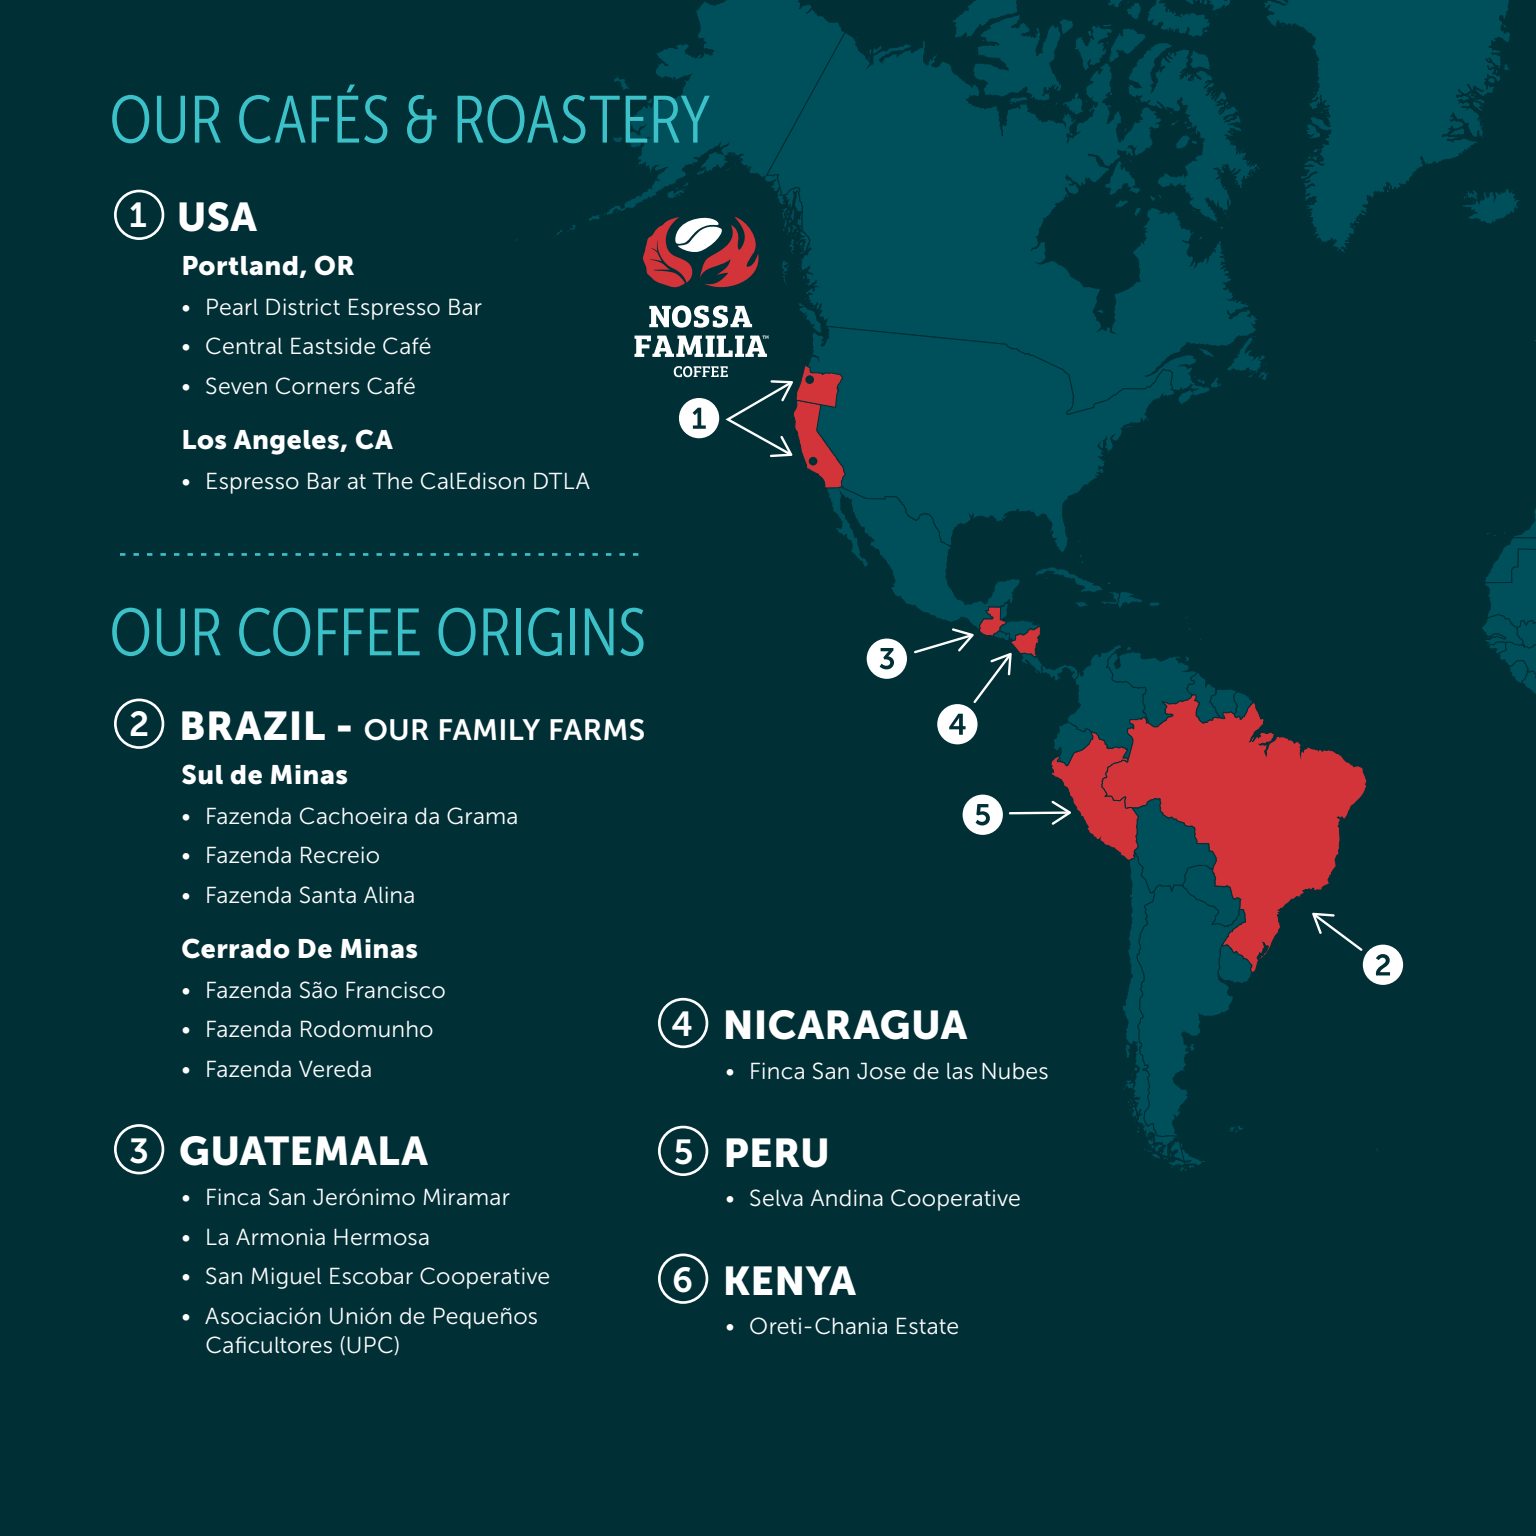 OUR CAFÉS & ROASTERY
1 USA
Portland, OR
• Pearl District Espresso Bar
• Central Eastside Café
• Seven Corners Café
Los Angeles, CA
• Espresso Bar at The CalEdison DTLA
NOSSA
FAMILIA™
COFFEE
1
OUR COFFEE ORIGINS
2 BRAZIL - OUR FAMILY FARMS
Sul de Minas
• Fazenda Cachoeira da Grama
• Fazenda Recreio
• Fazenda Santa Alina
Cerrado De Minas
• Fazenda São Francisco
• Fazenda Rodomunho
• Fazenda Vereda
3 GUATEMALA
• Finca San Jerónimo Miramar
• La Armonia Hermosa
• San Miguel Escobar Cooperative
• Asociación Unión de Pequeños
Caficultores (UPC)
4 NICARAGUA
• Finca San Jose de las Nubes
5 PERU
• Selva Andina Cooperative
6 KENYA
• Oreti-Chania Estate
3
4
5
2